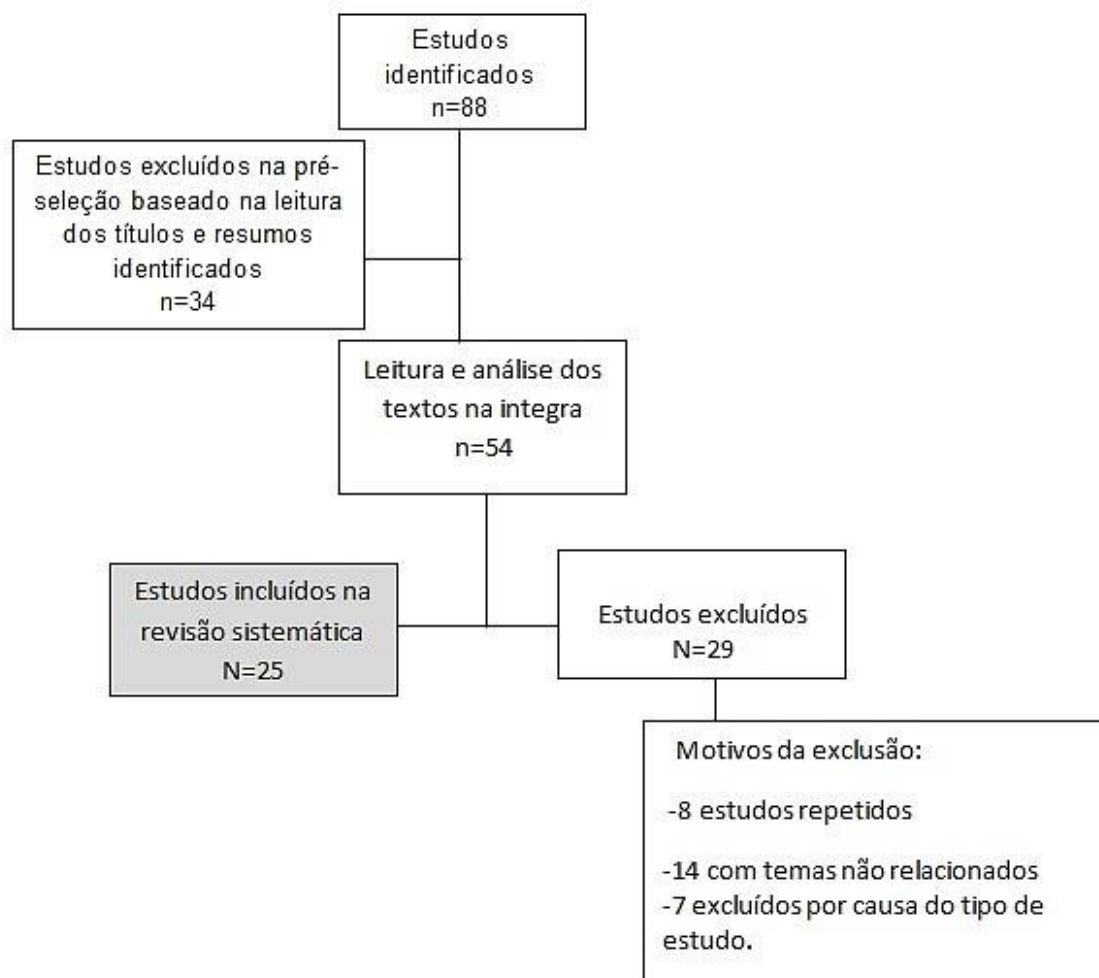 Estudos
identificados
n=88
Estudos excluídos na pré-
seleção baseado na leitura
dos títulos e resumos
identificados
n=34
Leitura e análise dos
textos na integra
n=54
Estudos incluídos na
revisão sistemática
N=25
Estudos excluídos
N=29
Motivos da exclusão:
-8 estudos repetidos
-14 com temas não relacionados
-7 excluídos por causa do tipo de
estudo.